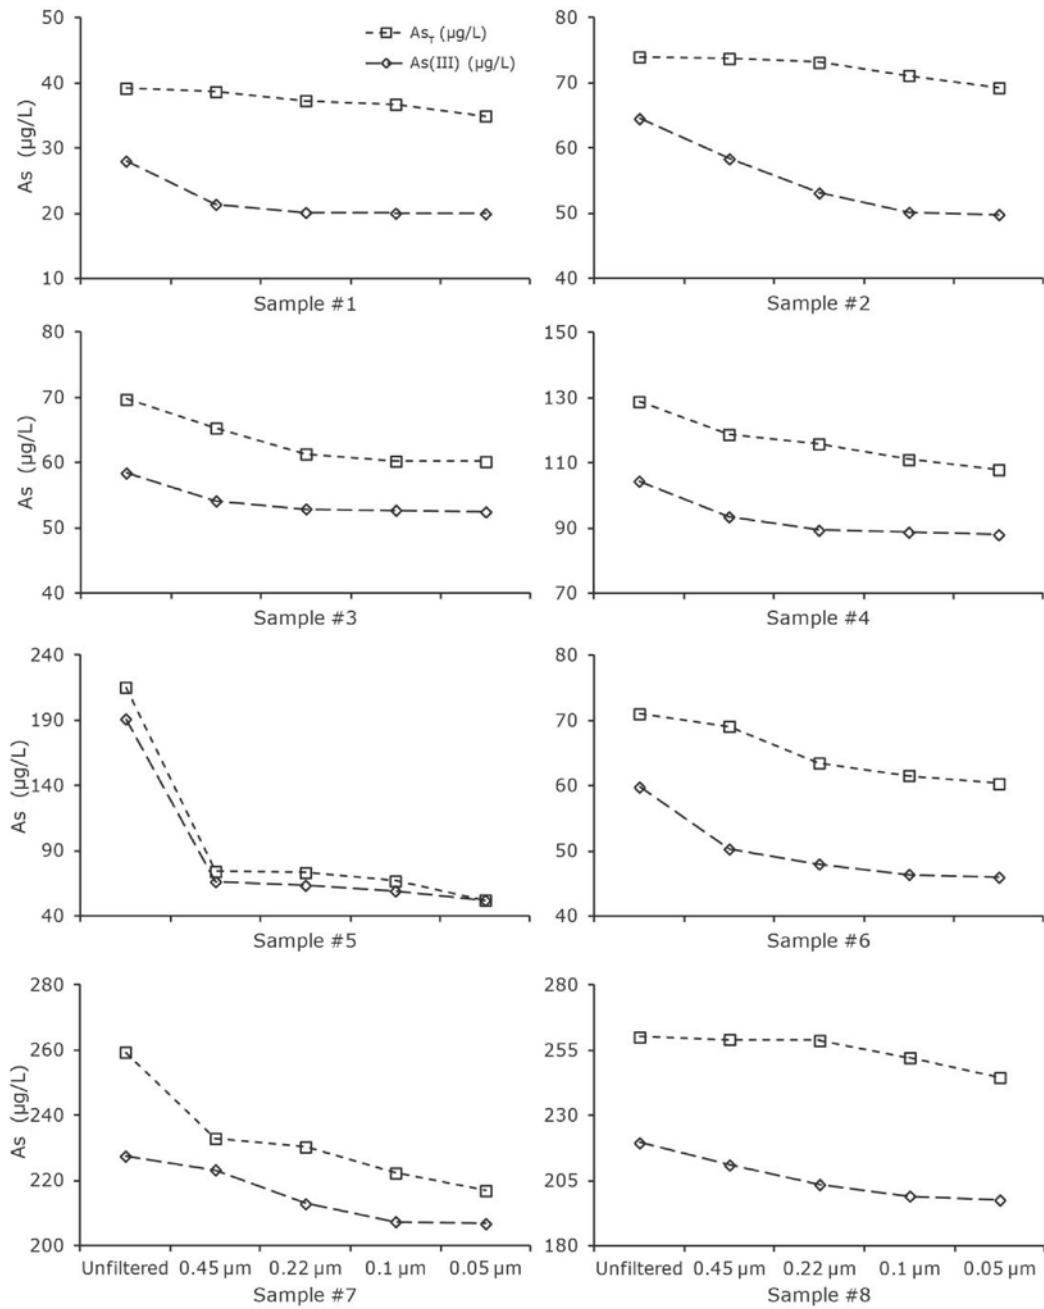 50
40
30
20
10
As (µg/L)
As_T (µg/L)
As(III) (µg/L)
Sample #1
80
70
60
50
40
Sample #2
80
70
60
50
40
As (µg/L)
Sample #3
150
130
110
90
70
Sample #4
240
190
140
90
40
As (µg/L)
Sample #5
80
70
60
50
40
Sample #6
280
260
240
220
200
As (µg/L)
Unfiltered 0.45 µm 0.22 µm 0.1 µm 0.05 µm
Sample #7
280
255
230
205
180
Unfiltered 0.45 µm 0.22 µm 0.1 µm 0.05 µm
Sample #8